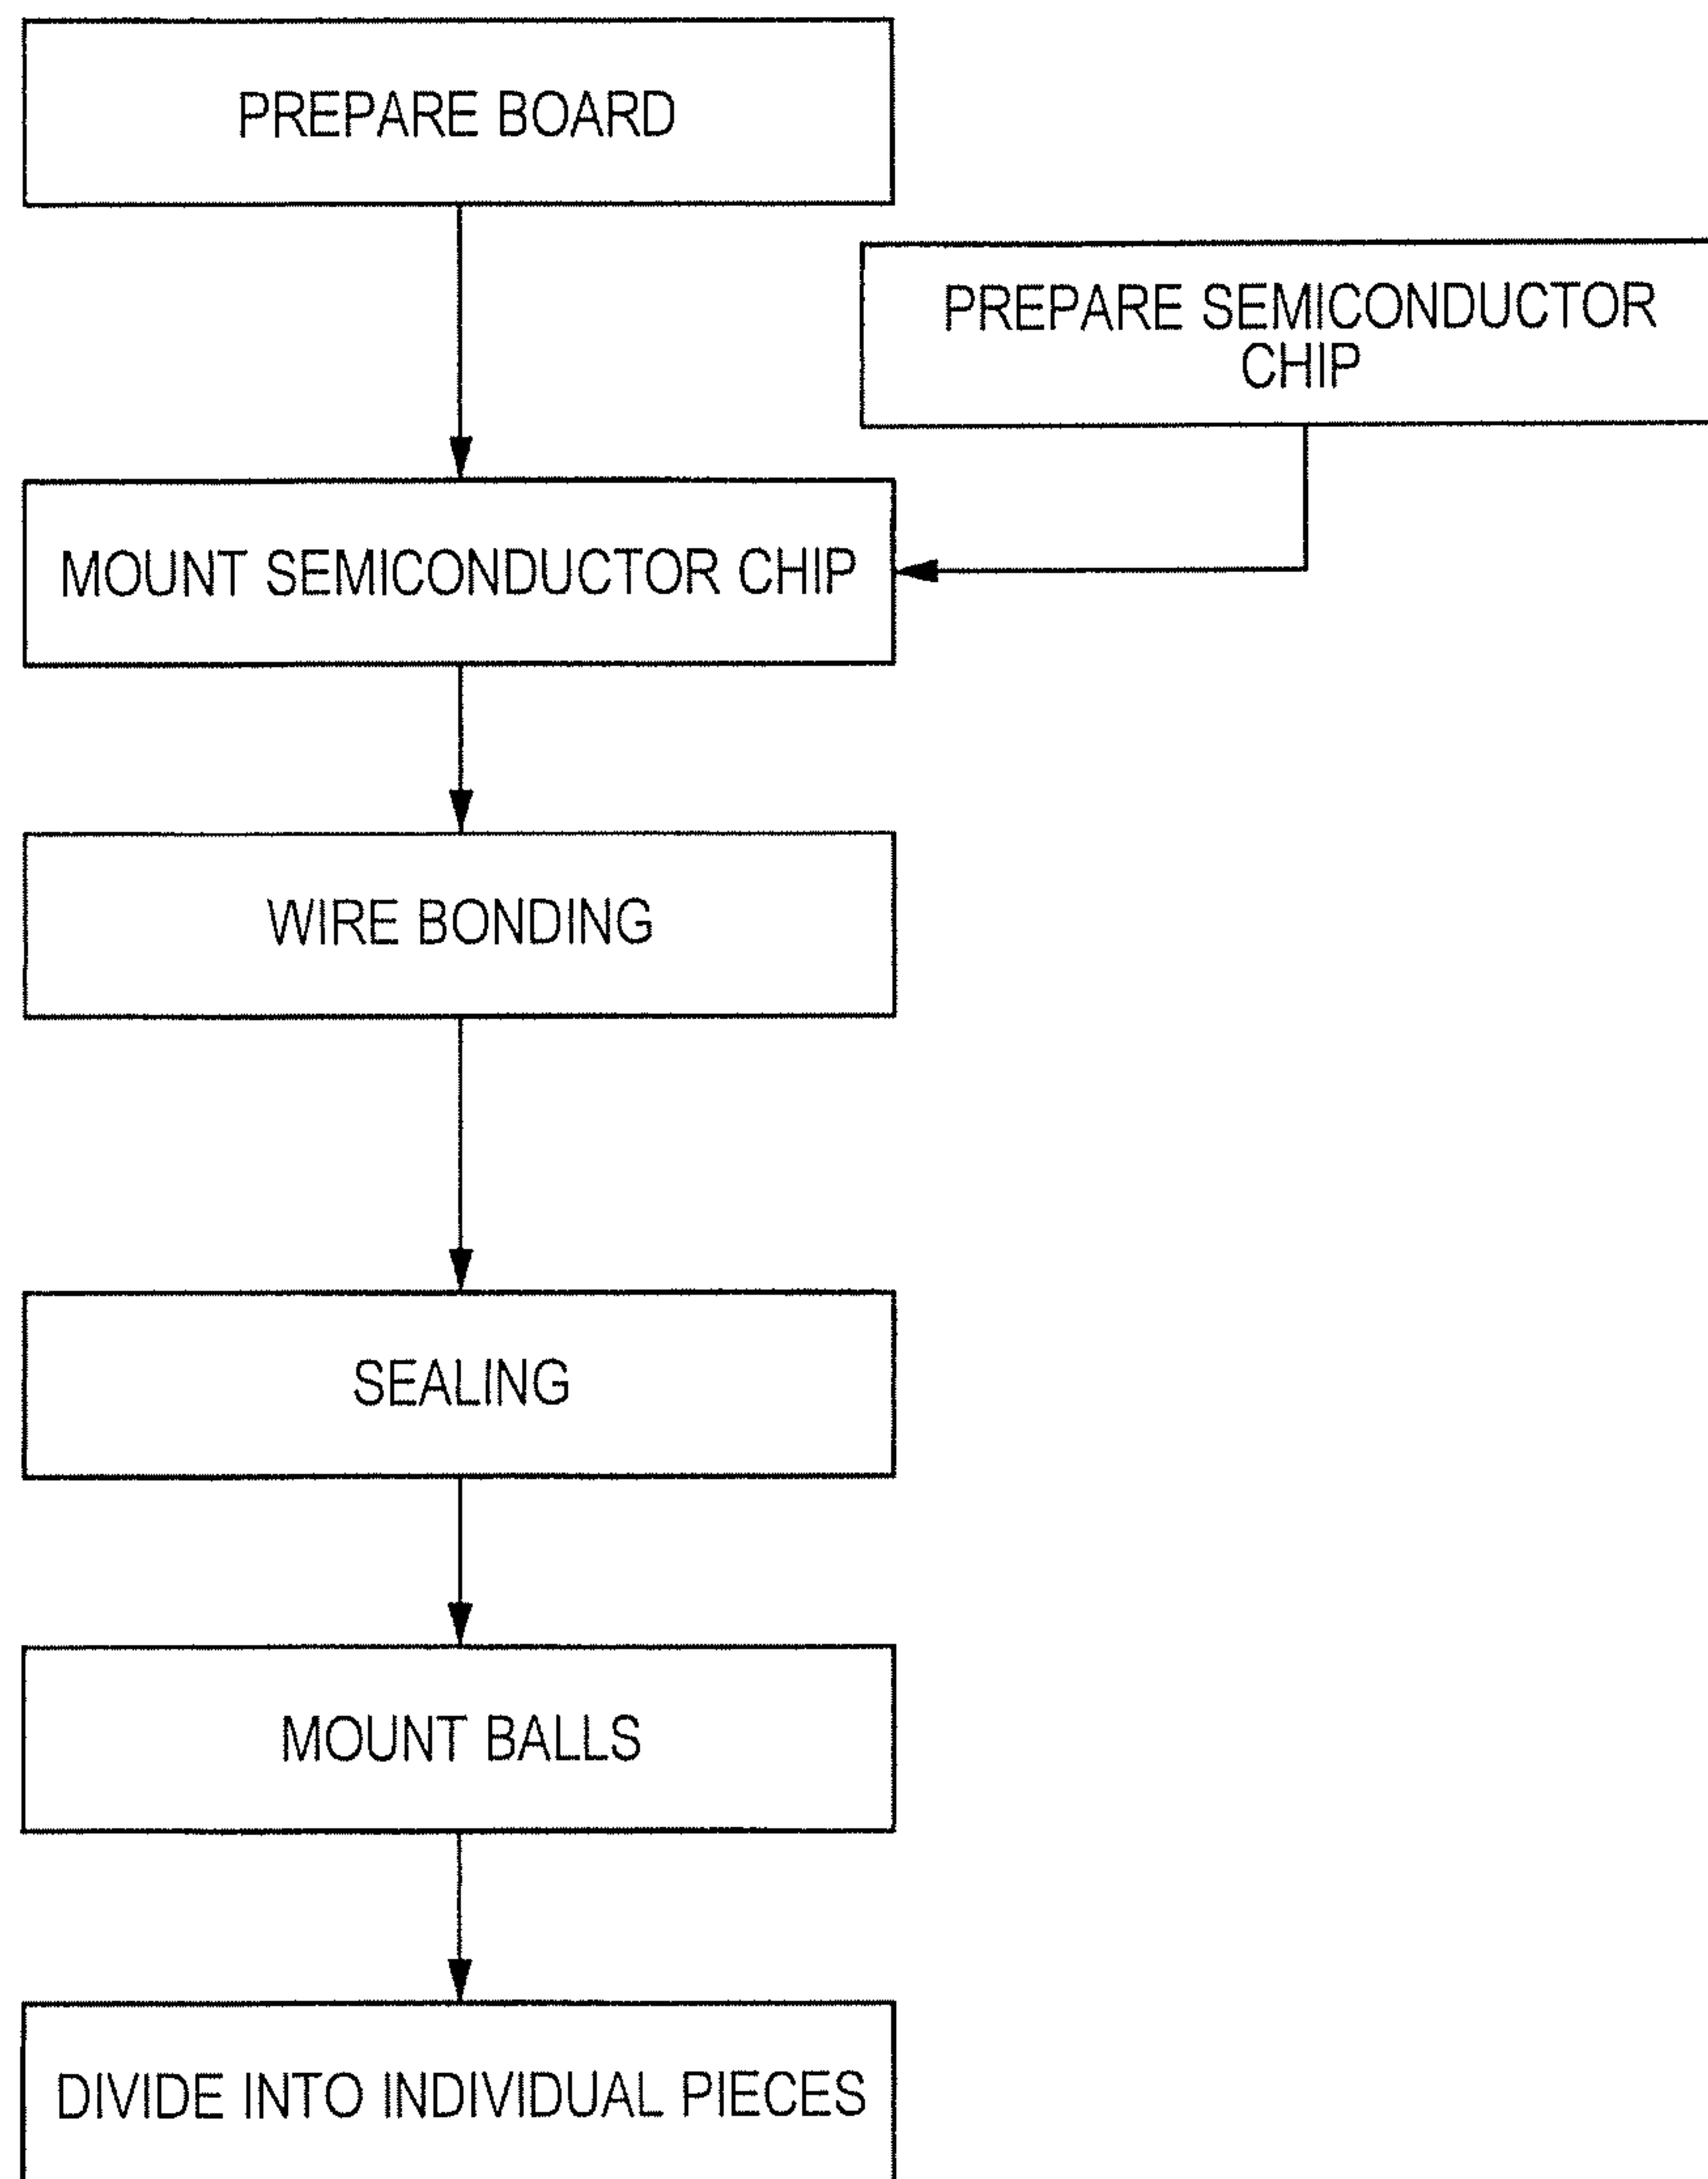 PREPARE BOARD
PREPARE SEMICONDUCTOR
CHIP
MOUNT SEMICONDUCTOR CHIP
WIRE BONDING
SEALING
MOUNT BALLS
DIVIDE INTO INDIVIDUAL PIECES